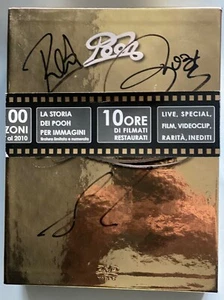 Pooh
00
ZONI
al 2010
LA STORIA
DEI POOH
PER IMMAGINI
10 ORE
DI FILMATI
RESTAURATI
LIVE, SPECIAL,
FILM, VIDEOCLIP,
RARITÀ, INEDITI